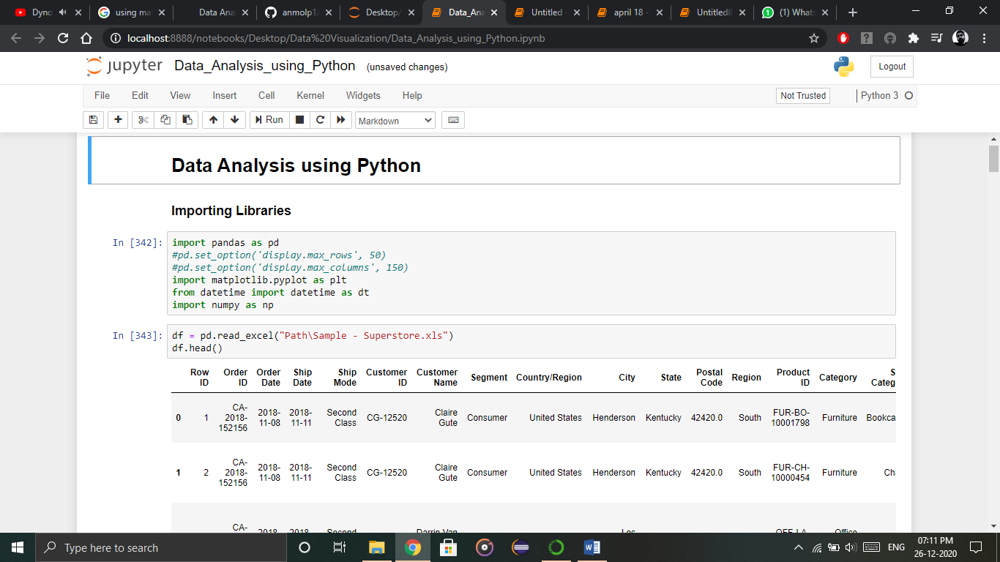 Dyno
using ma
Data Ana
anmolp1/
Desktop/
Data_Ana
Untitled
april 18 -
Untitled8
(1) Whats
localhost:8888/notebooks/Desktop/Data%20Visualization/Data_Analysis_using_Python.ipynb
jupyter Data_Analysis_using_Python (unsaved changes)
Logout
File Edit View Insert Cell Kernel Widgets Help
Not Trusted
Python 3
Run
Markdown
Data Analysis using Python
Importing Libraries
In [342]: import pandas as pd
#pd.set_option('display.max_rows', 50)
#pd.set_option('display.max_columns', 150)
import matplotlib.pyplot as plt
from datetime import datetime as dt
import numpy as np
In [343]: df = pd.read_excel("Path\Sample - Superstore.xls")
df.head()
Row Order Order Ship Ship Customer Customer Segment Country/Region City State Postal Region Product Category S
ID ID Date Date Mode ID Name Code ID Categ
CA- 2018- 2018- Second Claire FUR-BO-
0 1 2018- 11-08 11-11 Class CG-12520 Gute Consumer United States Henderson Kentucky 42420.0 South 10001798 Furniture Bookca
152156
CA- 2018- 2018- Second Claire FUR-CH-
1 2 2018- 11-08 11-11 Class CG-12520 Gute Consumer United States Henderson Kentucky 42420.0 South 10000454 Furniture Ch
152156
CA- 2018- 2018- Second Darrin Van Los OFF-LA- Office
Type here to search
ENG
07:11 PM
26-12-2020